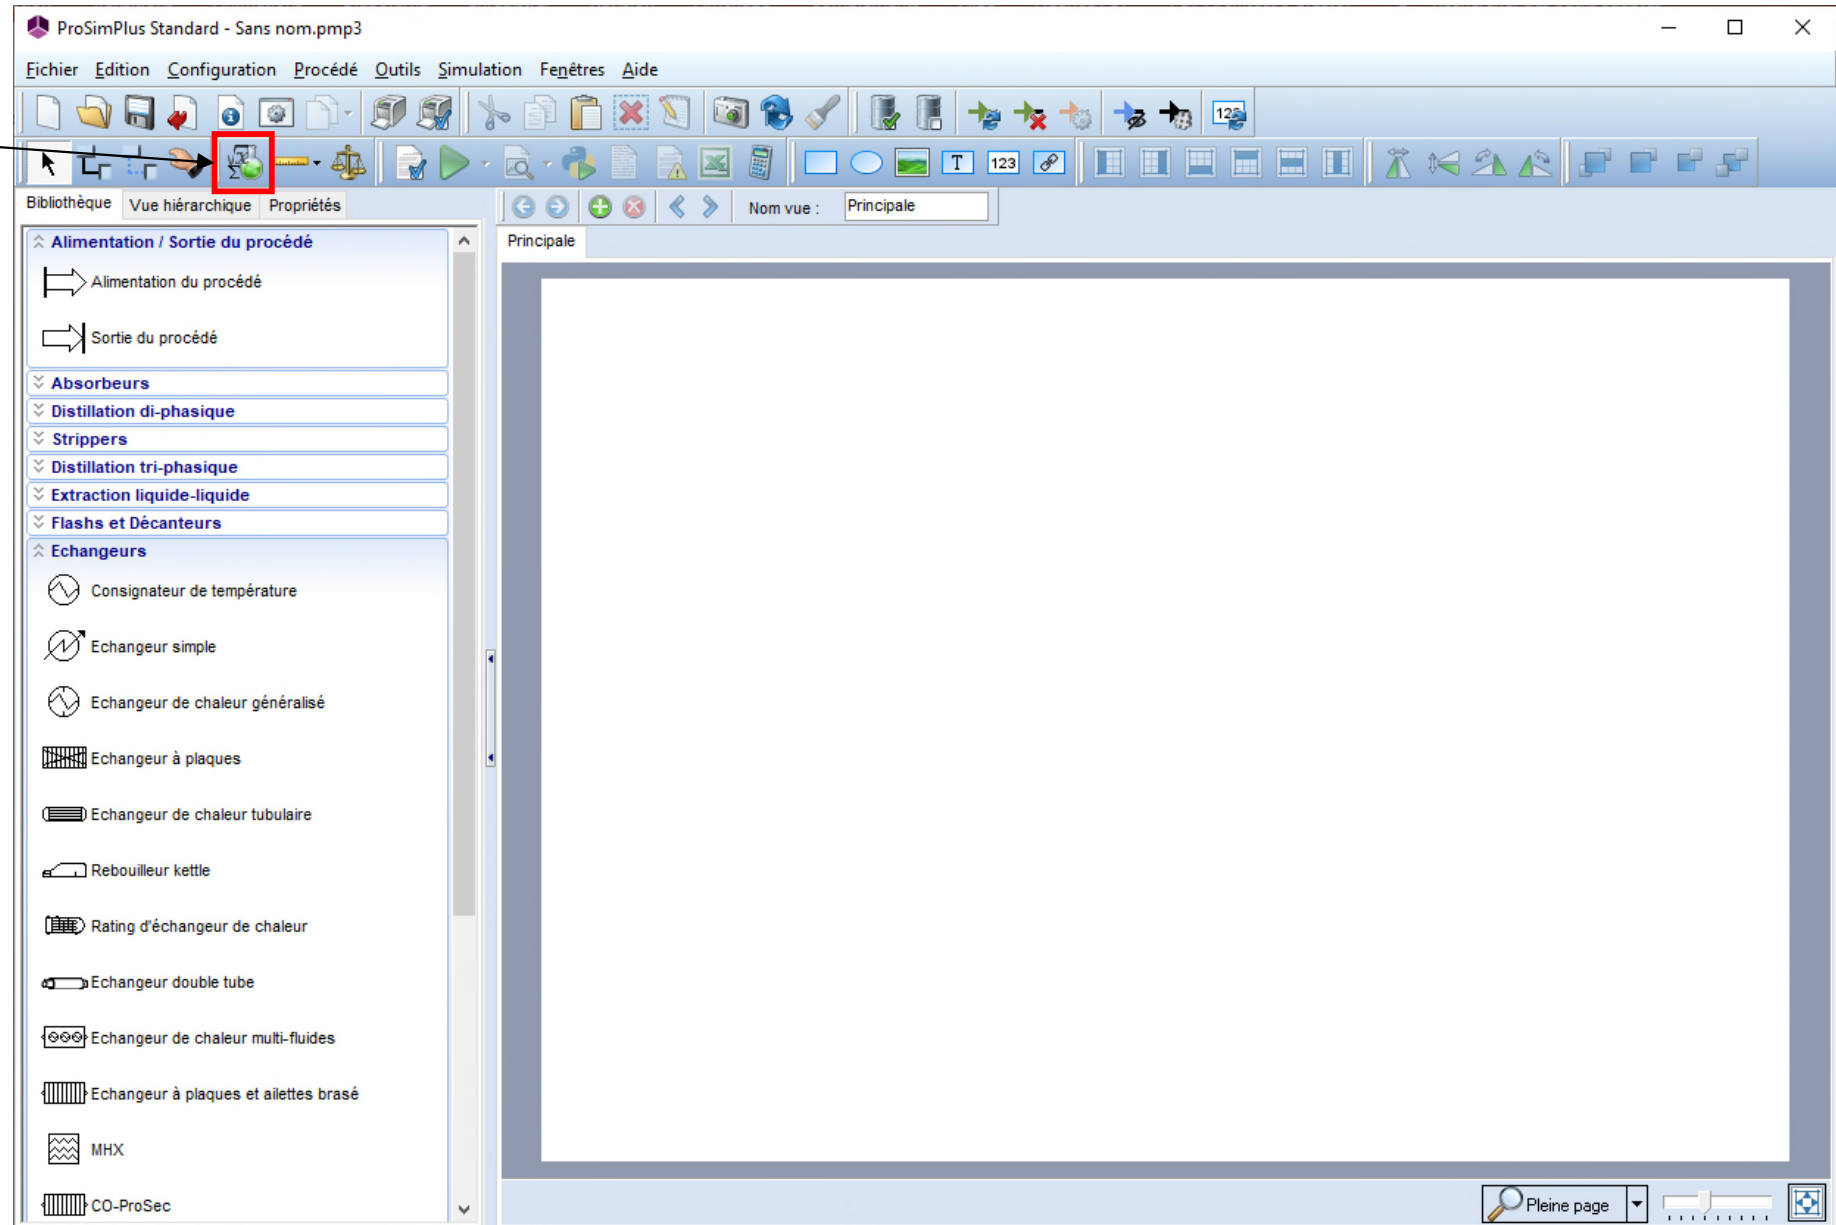 ProSimPlus Standard - Sans nom.pmp3
Fichier Edition Configuration Procédé Outils Simulation Fenêtres Aide
123
T 123
Bibliothèque Vue hiérarchique Propriétés
Nom vue : Principale
Principale
Alimentation / Sortie du procédé
Alimentation du procédé
Sortie du procédé
Absorbeurs
Distillation di-phasique
Strippers
Distillation tri-phasique
Extraction liquide-liquide
Flashs et Décanteurs
Echangeurs
Consignateur de température
Echangeur simple
Echangeur de chaleur généralisé
Echangeur à plaques
Echangeur de chaleur tubulaire
Rebouilleur kettle
Rating d'échangeur de chaleur
Echangeur double tube
Echangeur de chaleur multi-fluides
Echangeur à plaques et ailettes brasé
MHX
CO-ProSec
Pleine page